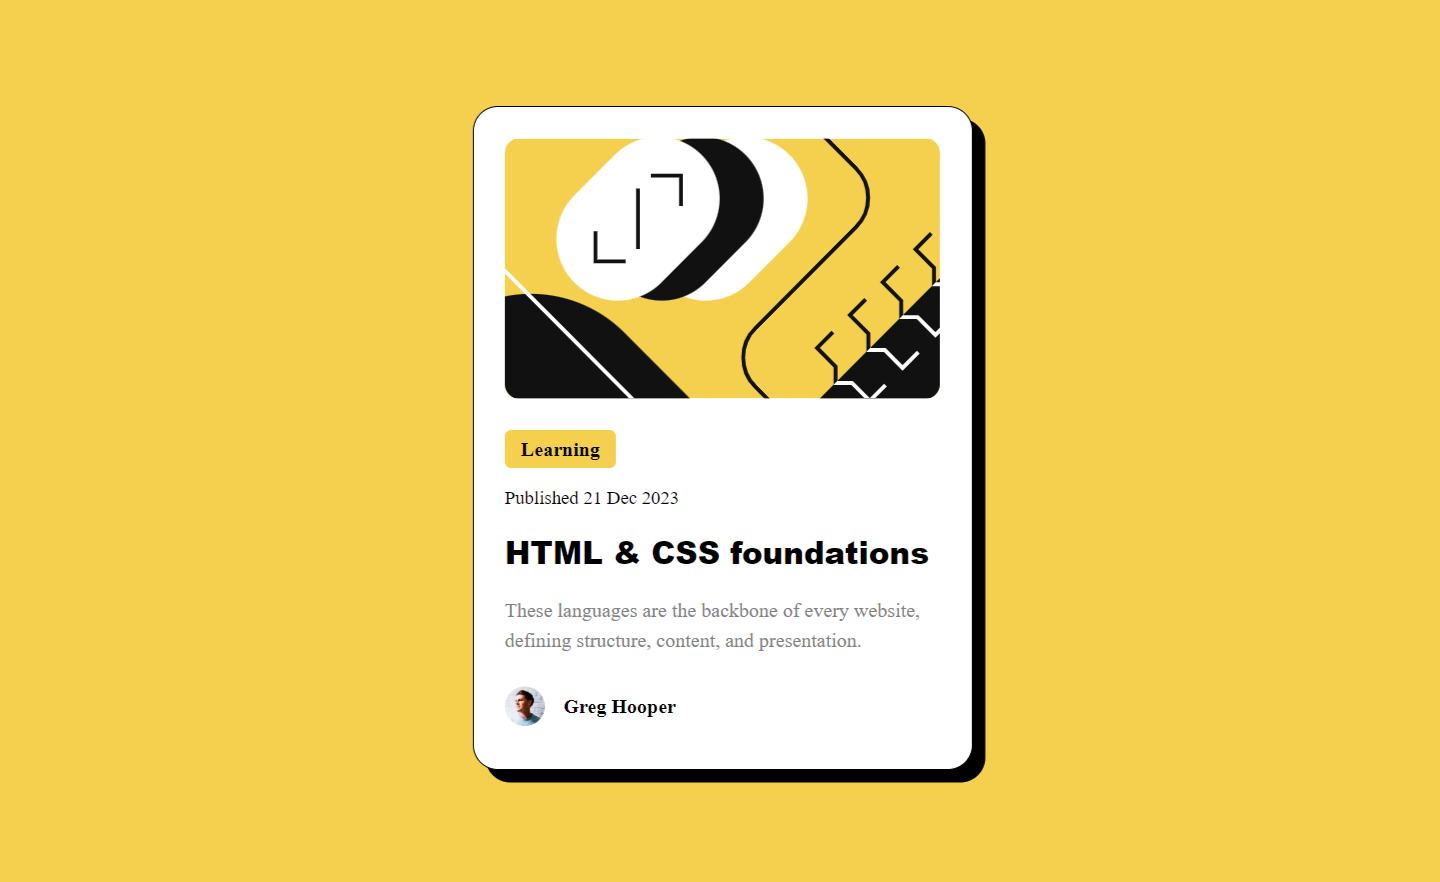 Learning
Published 21 Dec 2023
HTML & CSS foundations
These languages are the backbone of every website,
defining structure, content, and presentation.
Greg Hooper